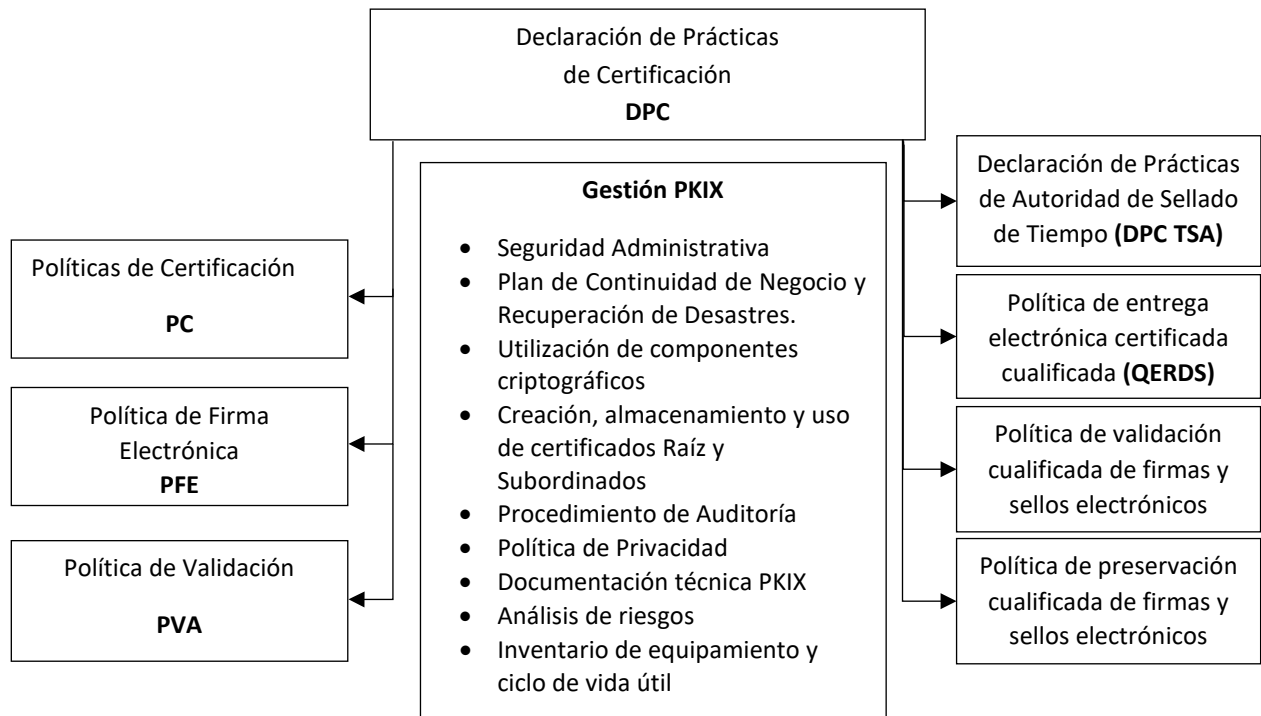 Declaración de Prácticas
de Certificación
DPC
Políticas de Certificación
PC
Política de Firma
Electrónica
PFE
Política de Validación
PVA
Gestión PKIX
• Seguridad Administrativa
• Plan de Continuidad de Negocio y
Recuperación de Desastres.
• Utilización de componentes
criptográficos
• Creación, almacenamiento y uso
de certificados Raíz y
Subordinados
• Procedimiento de Auditoría
• Política de Privacidad
• Documentación técnica PKIX
• Análisis de riesgos
• Inventario de equipamiento y
ciclo de vida útil
Declaración de Prácticas
de Autoridad de Sellado
de Tiempo (DPC TSA)
Política de entrega
electrónica certificada
cualificada (QERDS)
Política de validación
cualificada de firmas y
sellos electrónicos
Política de preservación
cualificada de firmas y
sellos electrónicos